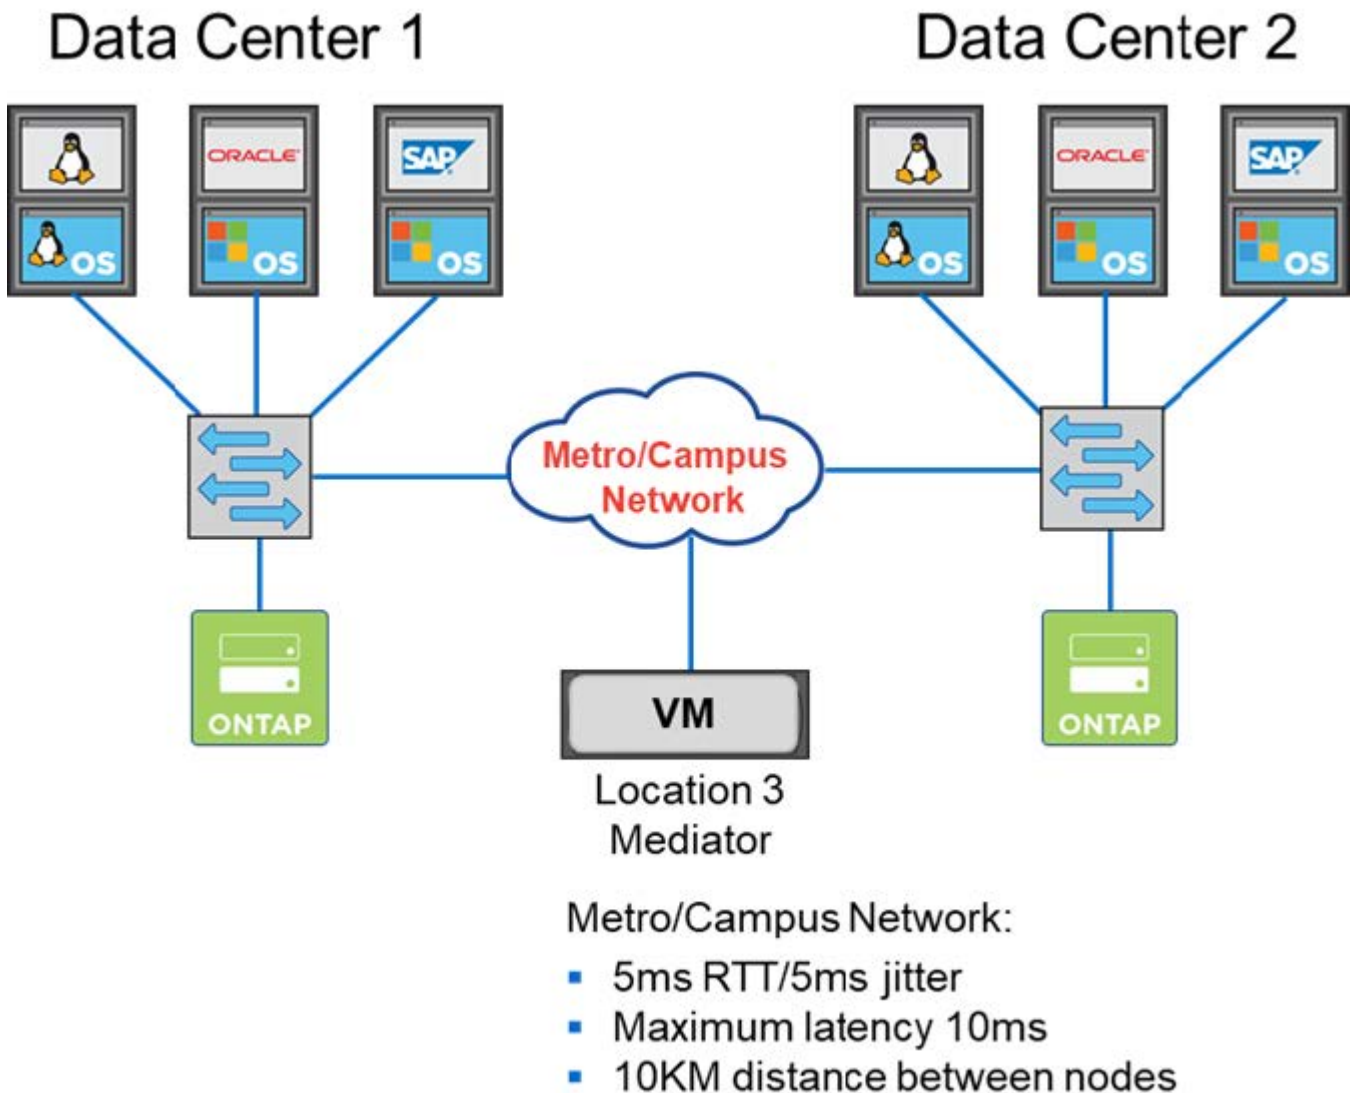 Data Center 1
Data Center 2
ORACLE
SAP
ORACLE
SAP
OS
OS
OS
OS
OS
OS
Metro/Campus
Network
ONTAP
VM
ONTAP
Location 3
Mediator
Metro/Campus Network:
▪ 5ms RTT/5ms jitter
▪ Maximum latency 10ms
▪ 10KM distance between nodes